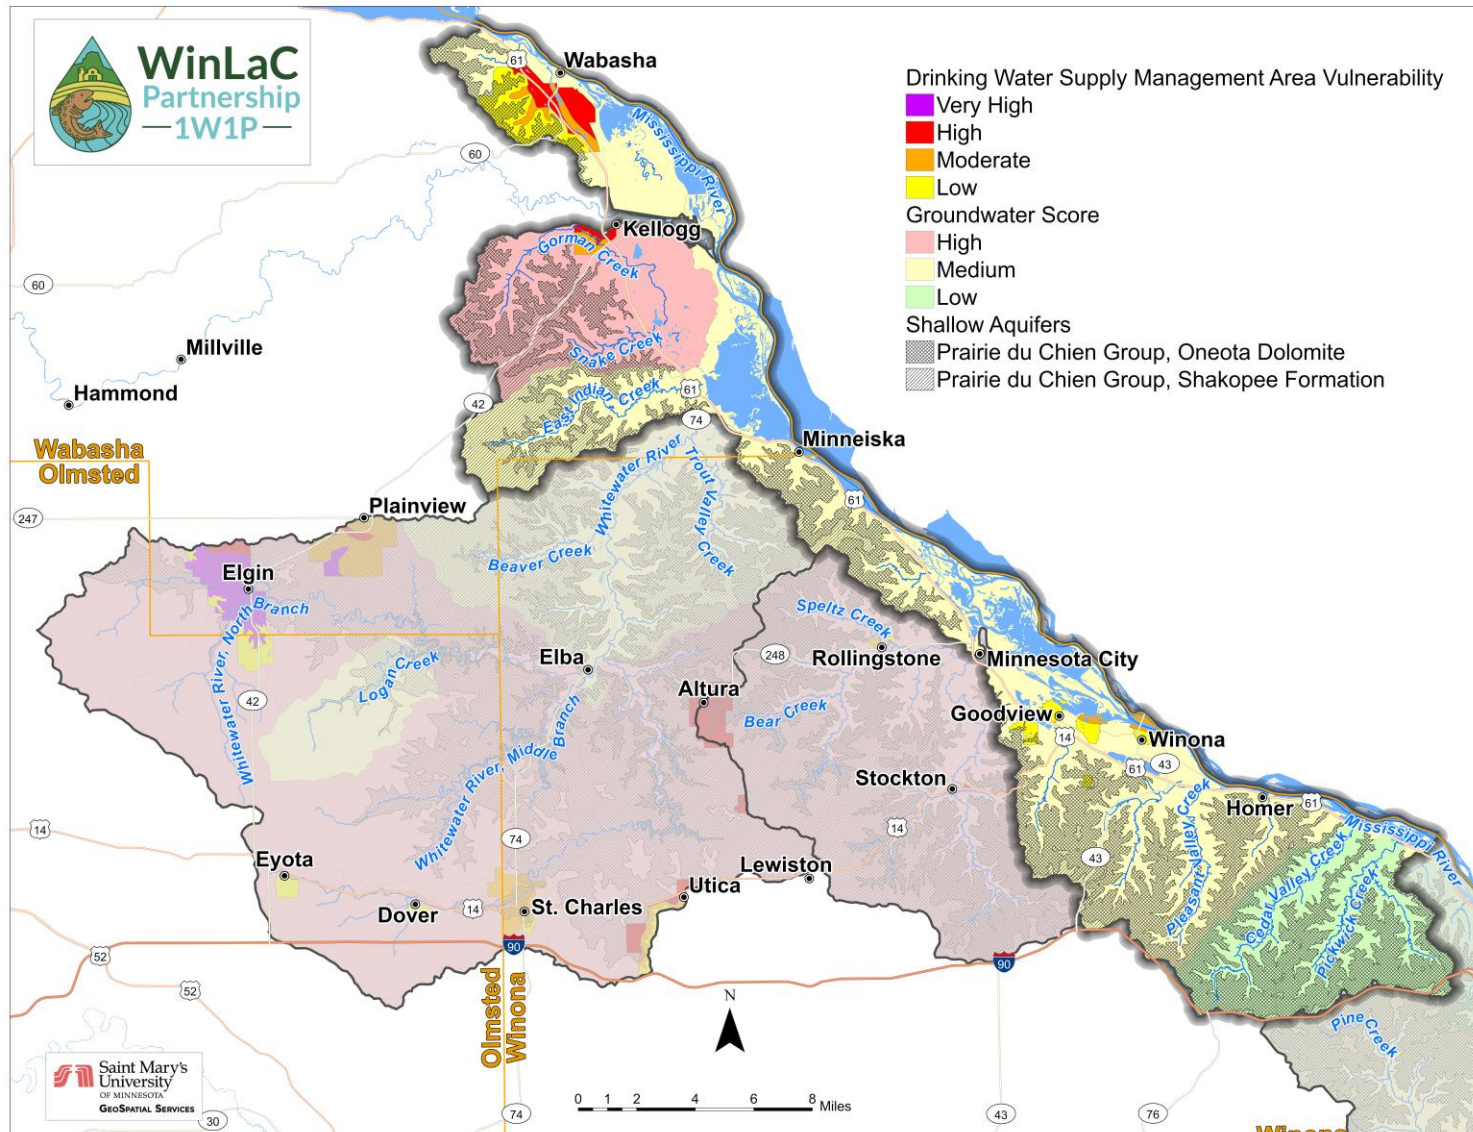 WinLaC
Partnership
1W1P
Drinking Water Supply Management Area Vulnerability
Very High
High
Moderate
Low
Groundwater Score
High
Medium
Low
Shallow Aquifers
Prairie du Chien Group, Oneota Dolomite
Prairie du Chien Group, Shakopee Formation
61
Wabasha
Mississippi River
60
Kellogg
Gorman Creek
60
Millville
Hammond
Snake Creek
East Indian Creek
61
42
74
Wabasha
Olmsted
Minneiska
Whitewater River
Trout Valley Creek
61
Plainview
247
Beaver Creek
Elgin
Whitewater River, North Branch
Speltz Creek
Logan Creek
Elba
248
Rollingstone
Minnesota City
42
Altura
Bear Creek
Goodview
14
Winona
43
61
Whitewater River, Middle Branch
Stockton
Pleasant Valley Creek
Homer
61
Mississippi River
14
74
14
43
Cedar Valley Creek
Pickwick Creek
Eyota
Lewiston
Utica
Dover
14
St. Charles
90
52
90
52
Olmsted
Winona
N
Pine Creek
Saint Mary's
University
OF MINNESOTA
GEOSPATIAL SERVICES
0 1 2 4 6 8 Miles
30
74
43
76
Winona